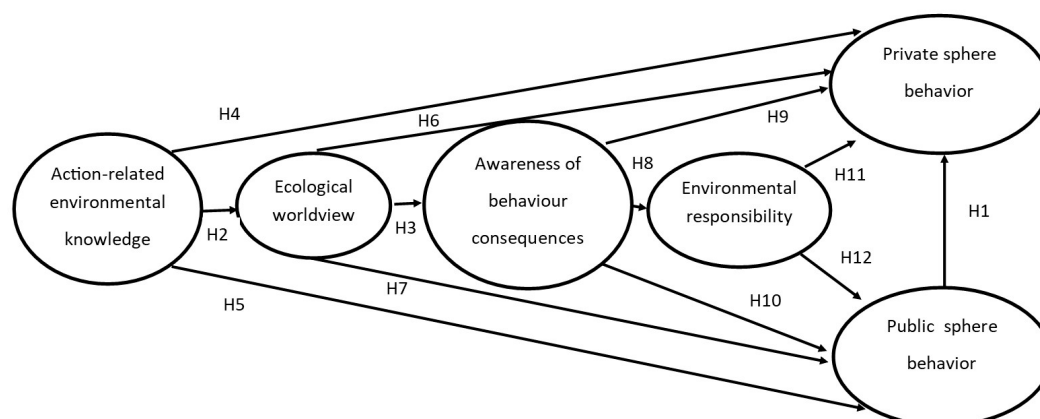 Private sphere
behavior
H4
H6
H9
Action-related
environmental
knowledge
H2
Ecological
worldview
H3
Awareness of
behaviour
consequences
H8
Environmental
responsibility
H11
H12
H1
H5
H7
H10
Public sphere
behavior